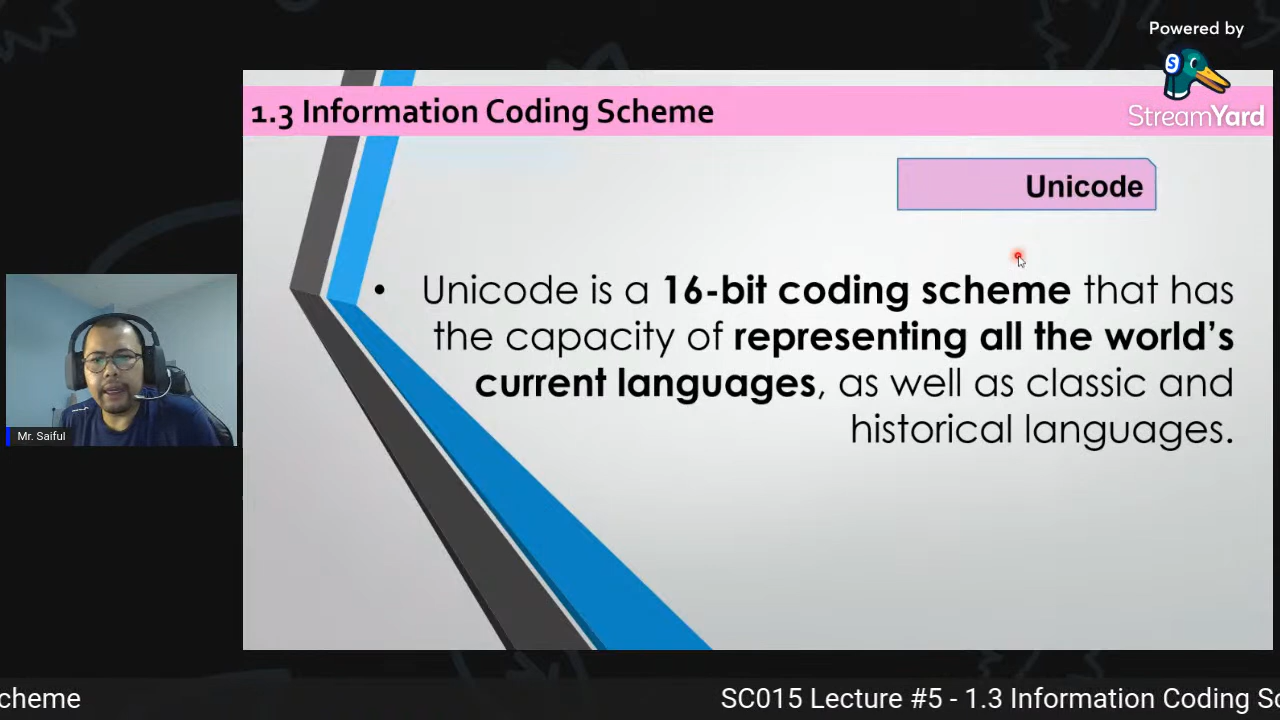 Powered by
S
StreamYard
1.3 Information Coding Scheme
Unicode
• Unicode is a 16-bit coding scheme that has
the capacity of representing all the world’s
current languages, as well as classic and
historical languages.
Mr. Saiful
cheme
SC015 Lecture #5 - 1.3 Information Coding Sc